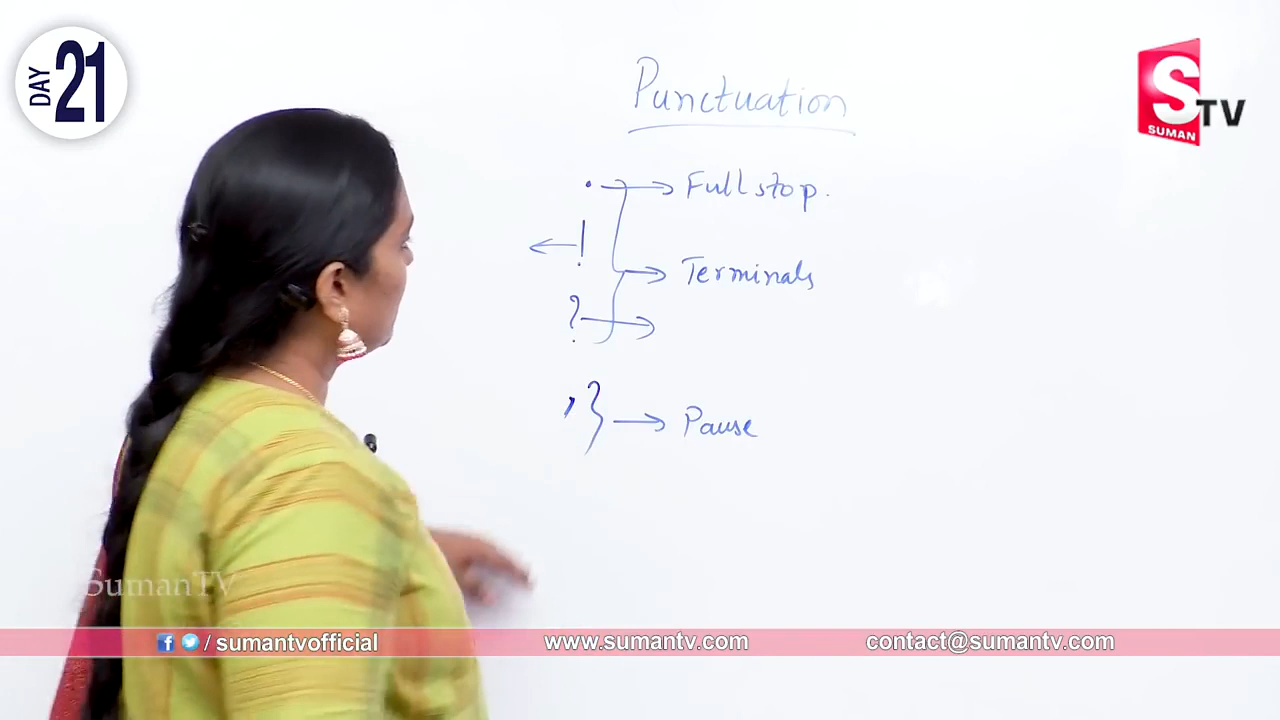 DAY 21
S TV
SUMAN
Punctuation
. → Full stop.
← !
→ Terminals
? →
, } → Pause
SumanTV
/ sumantvofficial
www.sumantv.com
contact@sumantv.com